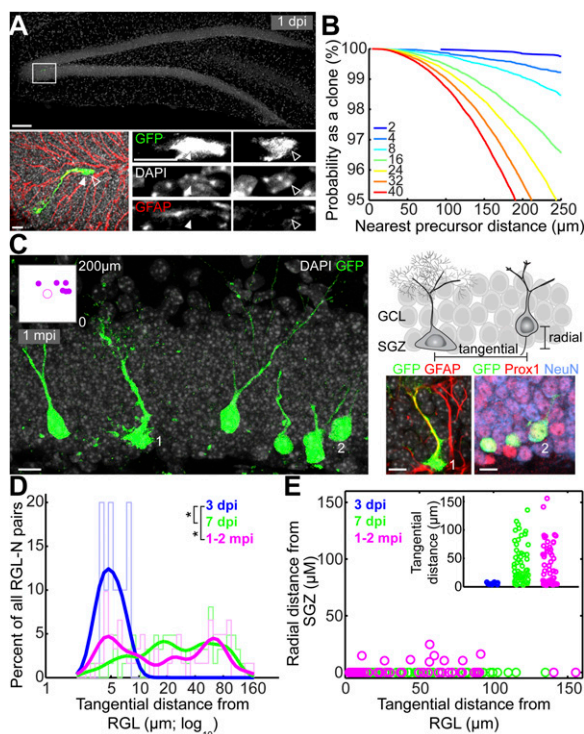 A
1 dpi
GFP
DAPI
GFAP
B
Probability as a clone (%)
100
99
98
97
96
95
2
4
8
16
24
32
40
0 50 100 150 200 250
Nearest precursor distance (µm)
C
200µm
0
1 mpi
DAPI GFP
1
2
GCL
SGZ
radial
tangential
GFP GFAP
1
GFP Prox1 NeuN
2
D
Percent of all RGL-N pairs
20
15
10
5
0
3 dpi
7 dpi
1-2 mpi
*
*
1 5 10 20 40 80 160
Tangential distance from
RGL (µm; log10)
E
3 dpi
7 dpi
1-2 mpi
Radial distance from
SGZ (µM)
150
100
50
0
Tangential
distance (µm)
150
100
50
0
0 50 100 150
Tangential distance from
RGL (µm)